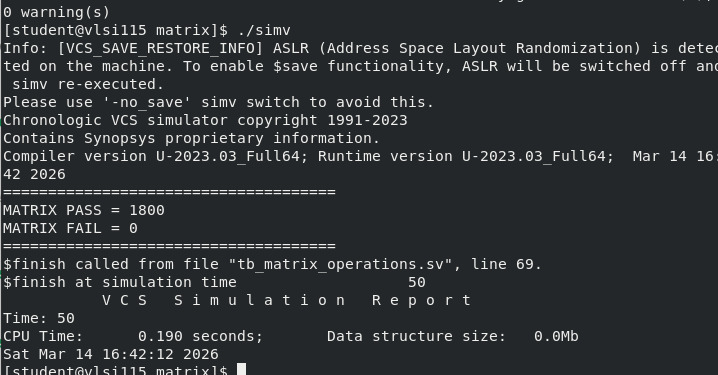 0 warning(s)
[student@vlsi115 matrix]$ ./simv
Info: [VCS_SAVE_RESTORE_INFO] ASLR (Address Space Layout Randomization) is detec
ted on the machine. To enable $save functionality, ASLR will be switched off and
 simv re-executed.
Please use '-no_save' simv switch to avoid this.
Chronologic VCS simulator copyright 1991-2023
Contains Synopsys proprietary information.
Compiler version U-2023.03_Full64; Runtime version U-2023.03_Full64;  Mar 14 16:
42 2026
=====================================
MATRIX PASS = 1800
MATRIX FAIL = 0
=====================================
$finish called from file "tb_matrix_operations.sv", line 69.
$finish at simulation time                   50
           V C S   S i m u l a t i o n   R e p o r t
Time: 50
CPU Time:      0.190 seconds;       Data structure size:   0.0Mb
Sat Mar 14 16:42:12 2026
[student@vlsi115 matrix]$